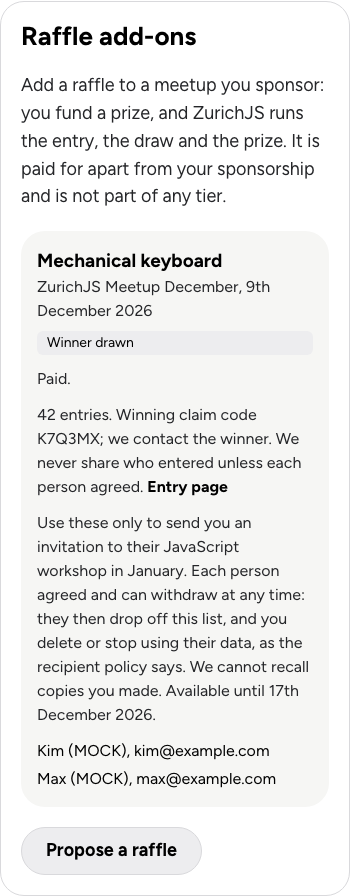 Raffle add-ons
Add a raffle to a meetup you sponsor:
you fund a prize, and ZurichJS runs
the entry, the draw and the prize. It is
paid for apart from your sponsorship
and is not part of any tier.
Mechanical keyboard
ZurichJS Meetup December, 9th
December 2026
Winner drawn
Paid.
42 entries. Winning claim code
K7Q3MX; we contact the winner. We
never share who entered unless each
person agreed. Entry page
Use these only to send you an
invitation to their JavaScript
workshop in January. Each person
agreed and can withdraw at any time:
they then drop off this list, and you
delete or stop using their data, as the
recipient policy says. We cannot recall
copies you made. Available until 17th
December 2026.
Kim (MOCK), kim@example.com
Max (MOCK), max@example.com
Propose a raffle